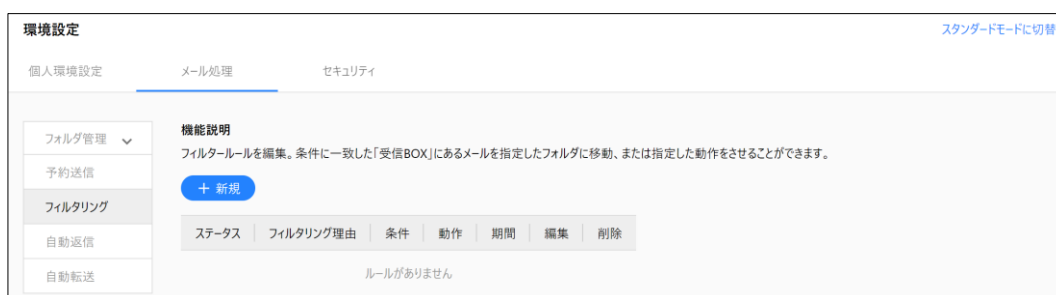 環境設定
スタンダードモードに切替
個人環境設定 メール処理 セキュリティ
フォルダ管理
予約送信
フィルタリング
自動返信
自動転送
機能説明
フィルタールールを編集。条件に一致した「受信BOX」にあるメールを指定したフォルダに移動、または指定した動作をさせることができます。
＋ 新規
ステータス フィルタリング理由 条件 動作 期間 編集 削除
ルールがありません